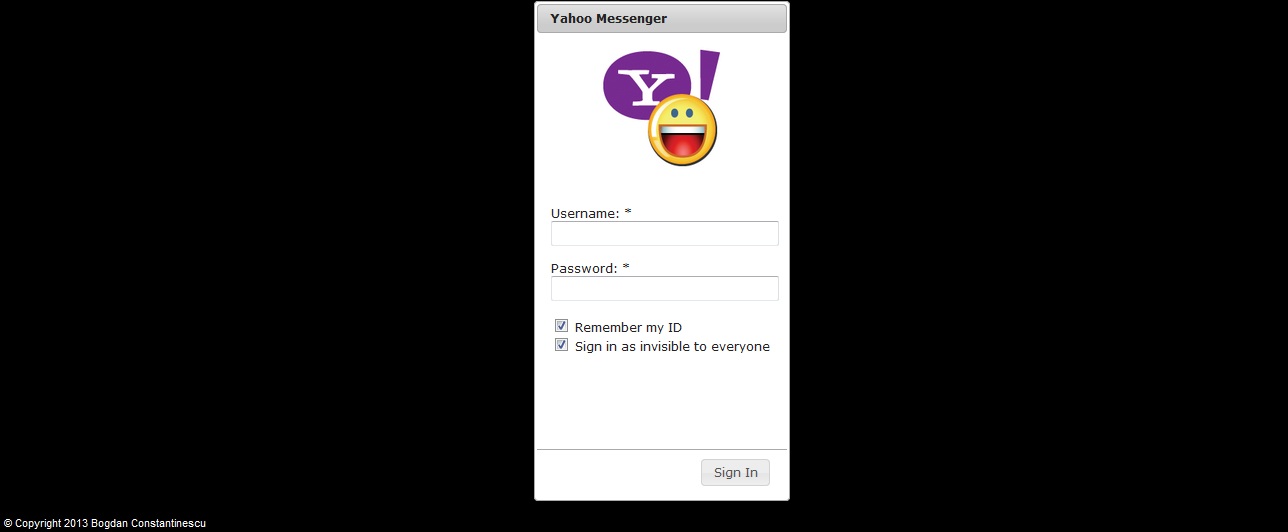 Yahoo Messenger
Y!
Username: *
Password: *
Remember my ID
Sign in as invisible to everyone
Sign In
© Copyright 2013 Bogdan Constantinescu